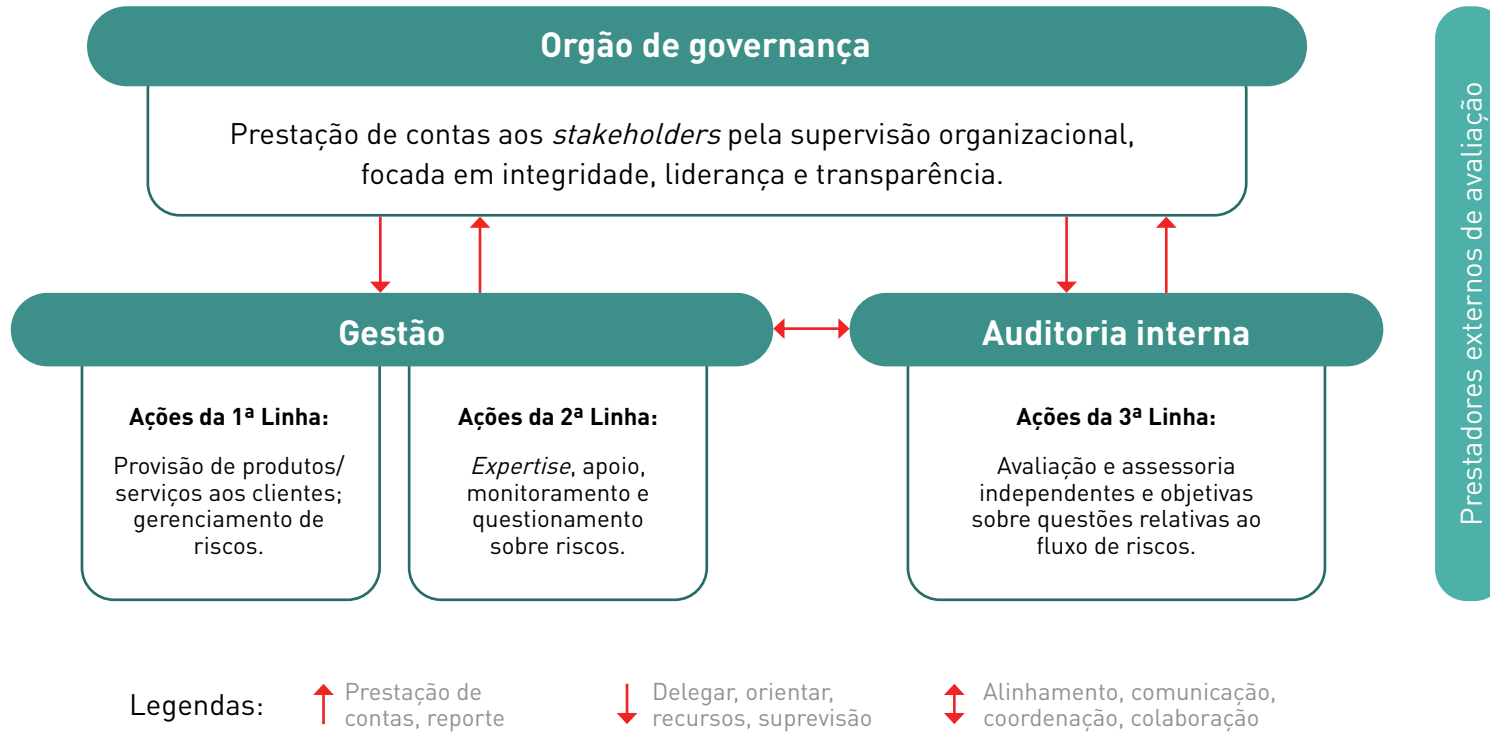 Orgão de governança
Prestação de contas aos stakeholders pela supervisão organizacional,
focada em integridade, liderança e transparência.
Gestão
Ações da 1ª Linha:
Provisão de produtos/
serviços aos clientes;
gerenciamento de
riscos.
Ações da 2ª Linha:
Expertise, apoio,
monitoramento e
questionamento
sobre riscos.
Auditoria interna
Ações da 3ª Linha:
Avaliação e assessoria
independentes e objetivas
sobre questões relativas ao
fluxo de riscos.
Prestadores externos de avaliação
Legendas:
Prestação de
contas, reporte
Delegar, orientar,
recursos, suprevisão
Alinhamento, comunicação,
coordenação, colaboração